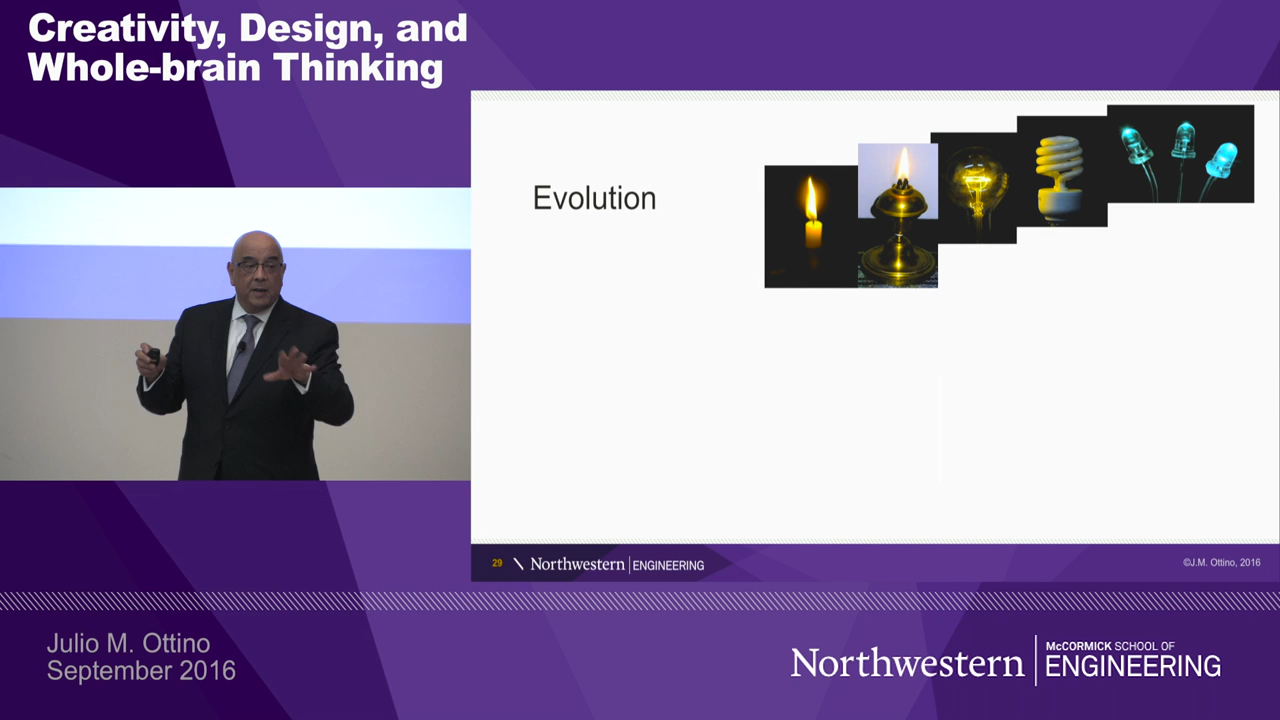 Creativity, Design, and
Whole-brain Thinking
Evolution
29 \ Northwestern | ENGINEERING
©J.M. Ottino, 2016
Julio M. Ottino
September 2016
Northwestern
McCORMICK SCHOOL OF
ENGINEERING